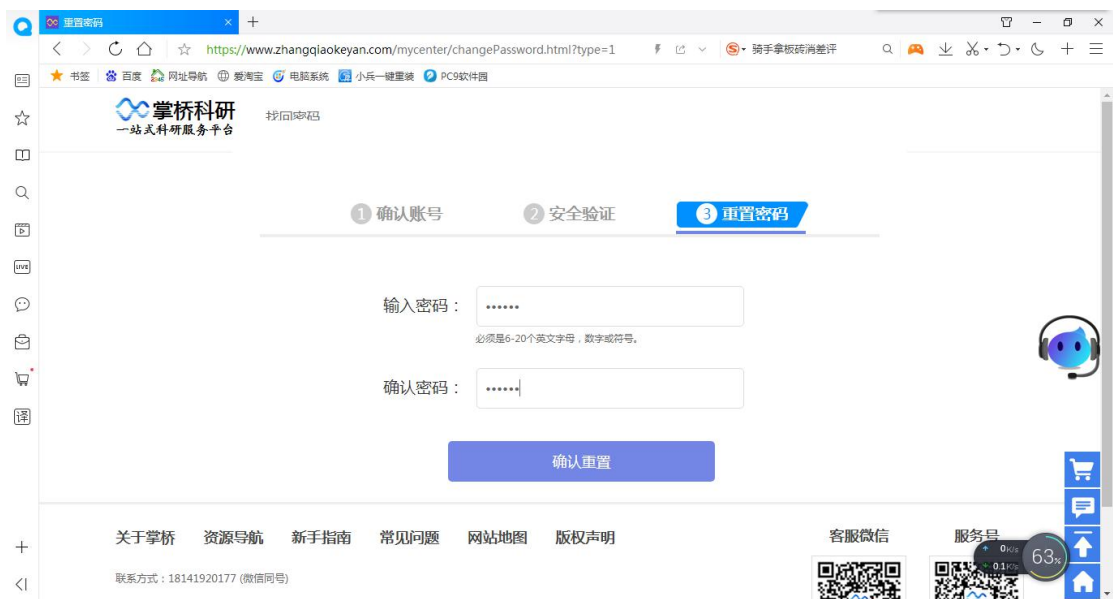 重置密码
https://www.zhangqiaokeyan.com/mycenter/changePassword.html?type=1
骑手拿板砖消差评
书签 百度 网址导航 爱淘宝 电脑系统 小兵一键重装 PC9软件园
掌桥科研
一站式科研服务平台
找回密码
1 确认账号 2 安全验证 3 重置密码
输入密码：
必须是6-20个英文字母，数字或符号。
确认密码：
确认重置
LIVE
译
关于掌桥 资源导航 新手指南 常见问题 网站地图 版权声明
客服微信 服务号
联系方式：18141920177 (微信同号)
0K/s
0.1K/s
63%